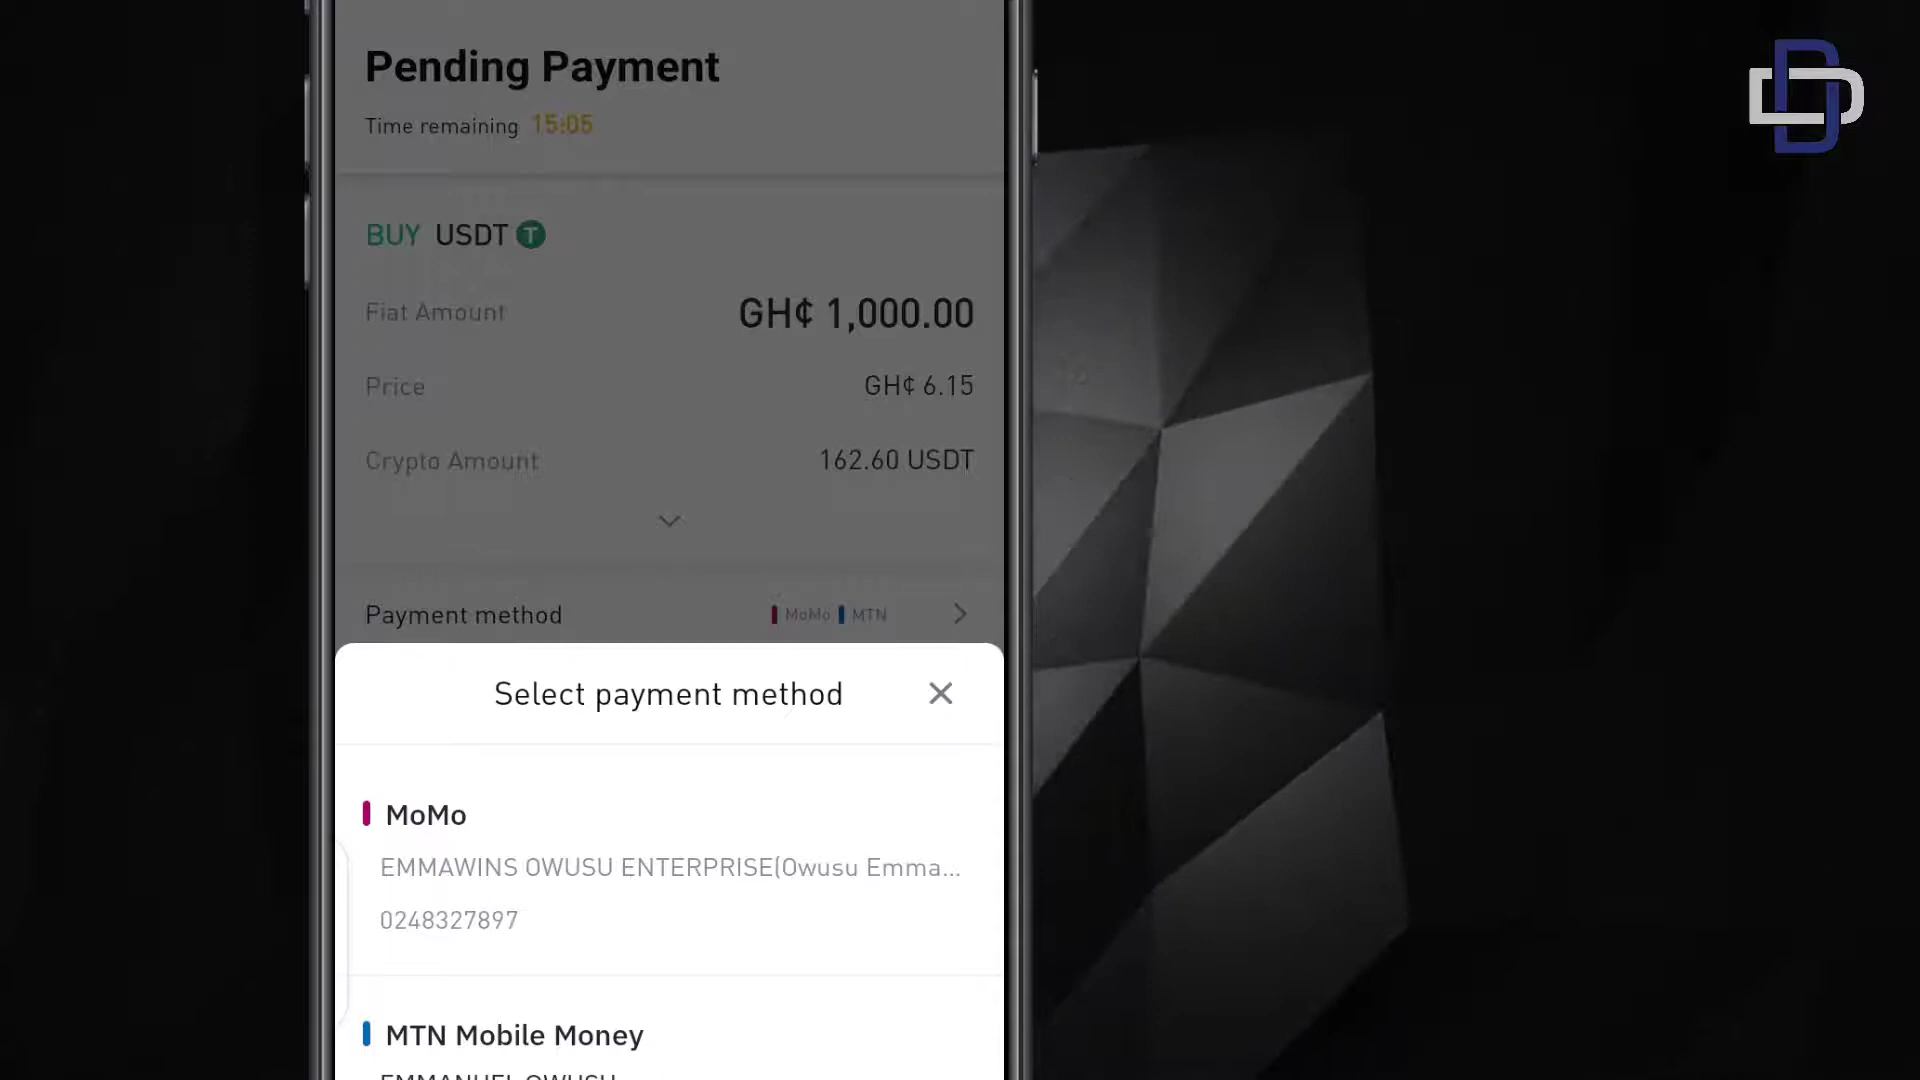 Pending Payment
Time remaining 15:05
BUY USDT
Fiat Amount GH¢ 1,000.00
Price GH¢ 6.15
Crypto Amount 162.60 USDT
Payment method MoMo MTN
Select payment method
MoMo
EMMAWINS OWUSU ENTERPRISE(Owusu Emma...
0248327897
MTN Mobile Money
EMMANUEL OWUSU